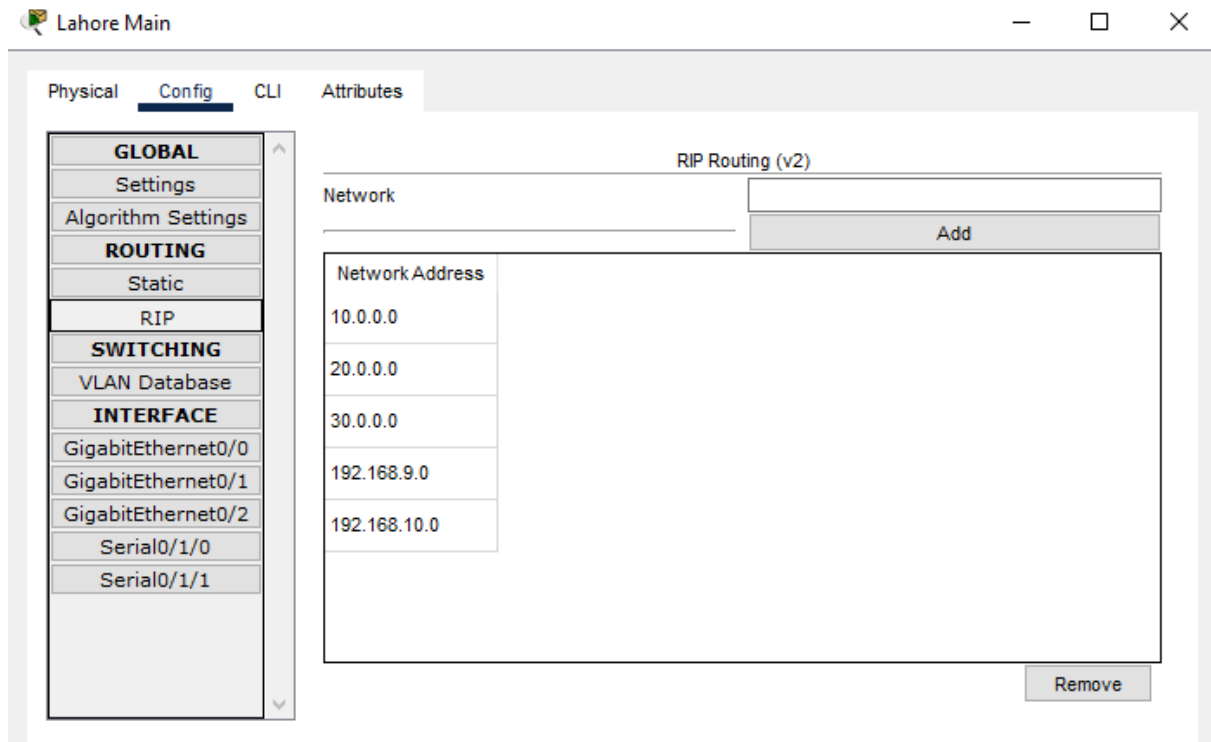 Lahore Main
Physical Config CLI Attributes
GLOBAL
Settings
Algorithm Settings
ROUTING
Static
RIP
SWITCHING
VLAN Database
INTERFACE
GigabitEthernet0/0
GigabitEthernet0/1
GigabitEthernet0/2
Serial0/1/0
Serial0/1/1
RIP Routing (v2)
Network
Add
Network Address
10.0.0.0
20.0.0.0
30.0.0.0
192.168.9.0
192.168.10.0
Remove